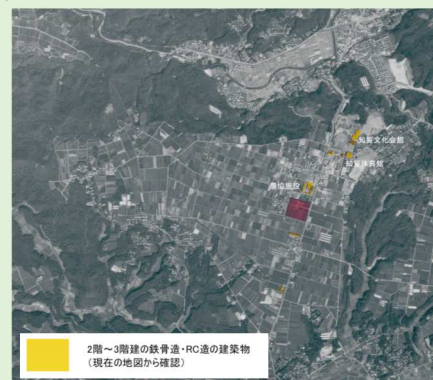 知覧文化会館
知覧体育館
農協施設
2階～3階建の鉄骨造・RC造の建築物
（現在の地図から確認）